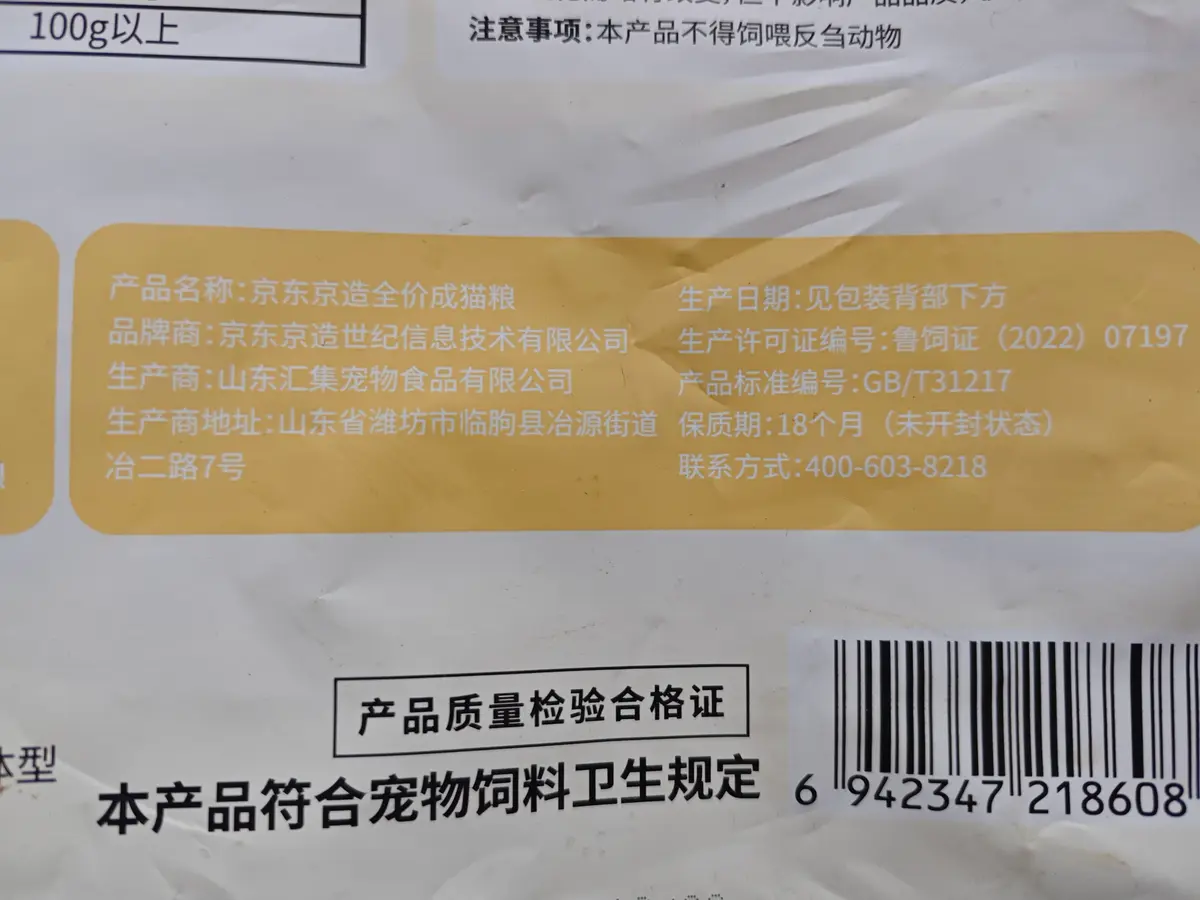 100g以上
注意事项:本产品不得饲喂反刍动物
产品名称:京东京造全价成猫粮
品牌商:京东京造世纪信息技术有限公司
生产商:山东汇集宠物食品有限公司
生产商地址:山东省潍坊市临朐县冶源街道
冶二路7号
生产日期:见包装背部下方
生产许可证编号:鲁饲证（2022）07197
产品标准编号:GB/T31217
保质期:18个月（未开封状态）
联系方式:400-603-8218
产品质量检验合格证
体型
本产品符合宠物饲料卫生规定
6 942347 218608